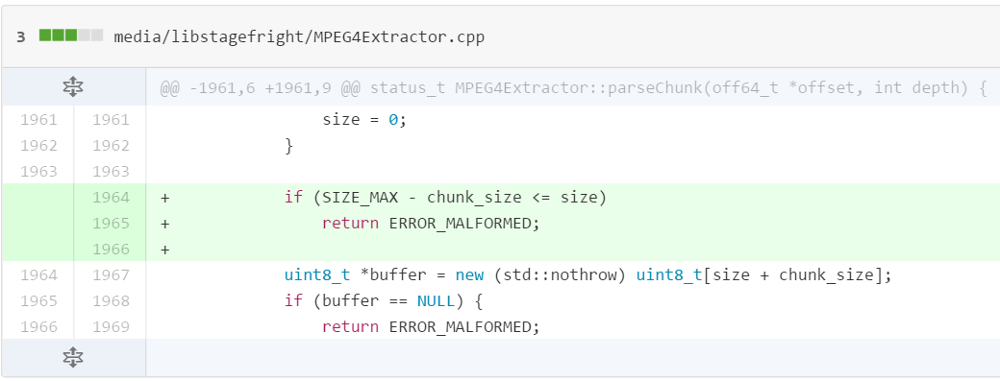 3 media/libstagefright/MPEG4Extractor.cpp
@@ -1961,6 +1961,9 @@ status_t MPEG4Extractor::parseChunk(off64_t *offset, int depth) {
1961 1961 size = 0;
1962 1962 }
1963 1963
1964 + if (SIZE_MAX - chunk_size <= size)
1965 + return ERROR_MALFORMED;
1966 +
1964 1967 uint8_t *buffer = new (std::nothrow) uint8_t[size + chunk_size];
1965 1968 if (buffer == NULL) {
1966 1969 return ERROR_MALFORMED;